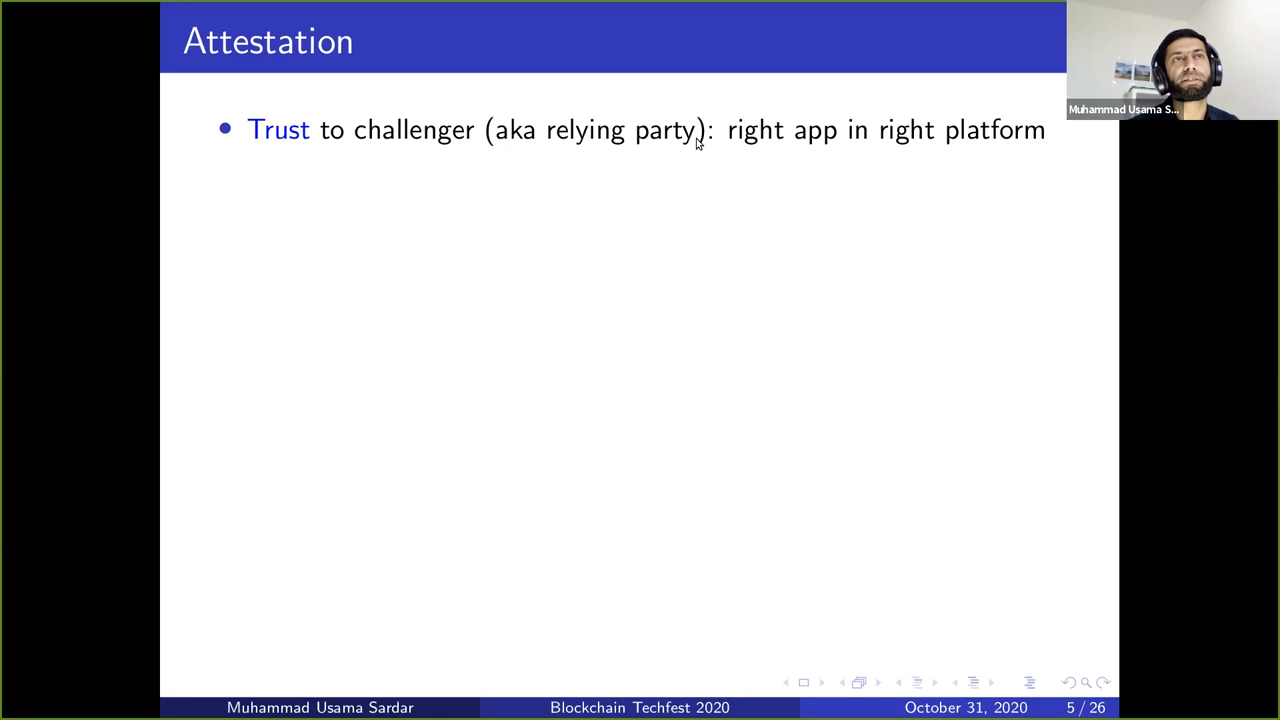 Attestation
Muhammad Usama S...
• Trust to challenger (aka relying party): right app in right platform
Muhammad Usama Sardar Blockchain Techfest 2020 October 31, 2020 5 / 26